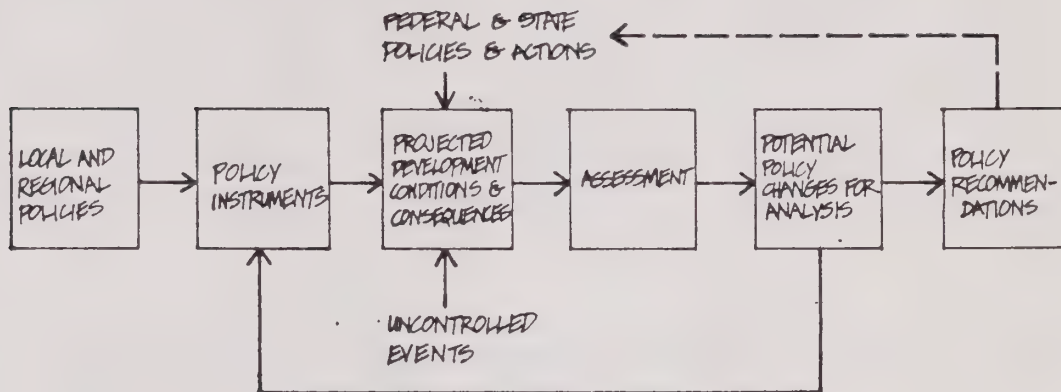 FEDERAL & STATE
POLICIES & ACTIONS
LOCAL AND
REGIONAL
POLICIES
POLICY
INSTRUMENTS
PROJECTED
DEVELOPMENT
CONDITIONS &
CONSEQUENCES
ASSESSMENT
POTENTIAL
POLICY
CHANGES FOR
ANALYSIS
POLICY
RECOMMEN-
DATIONS
UNCONTROLLED
EVENTS